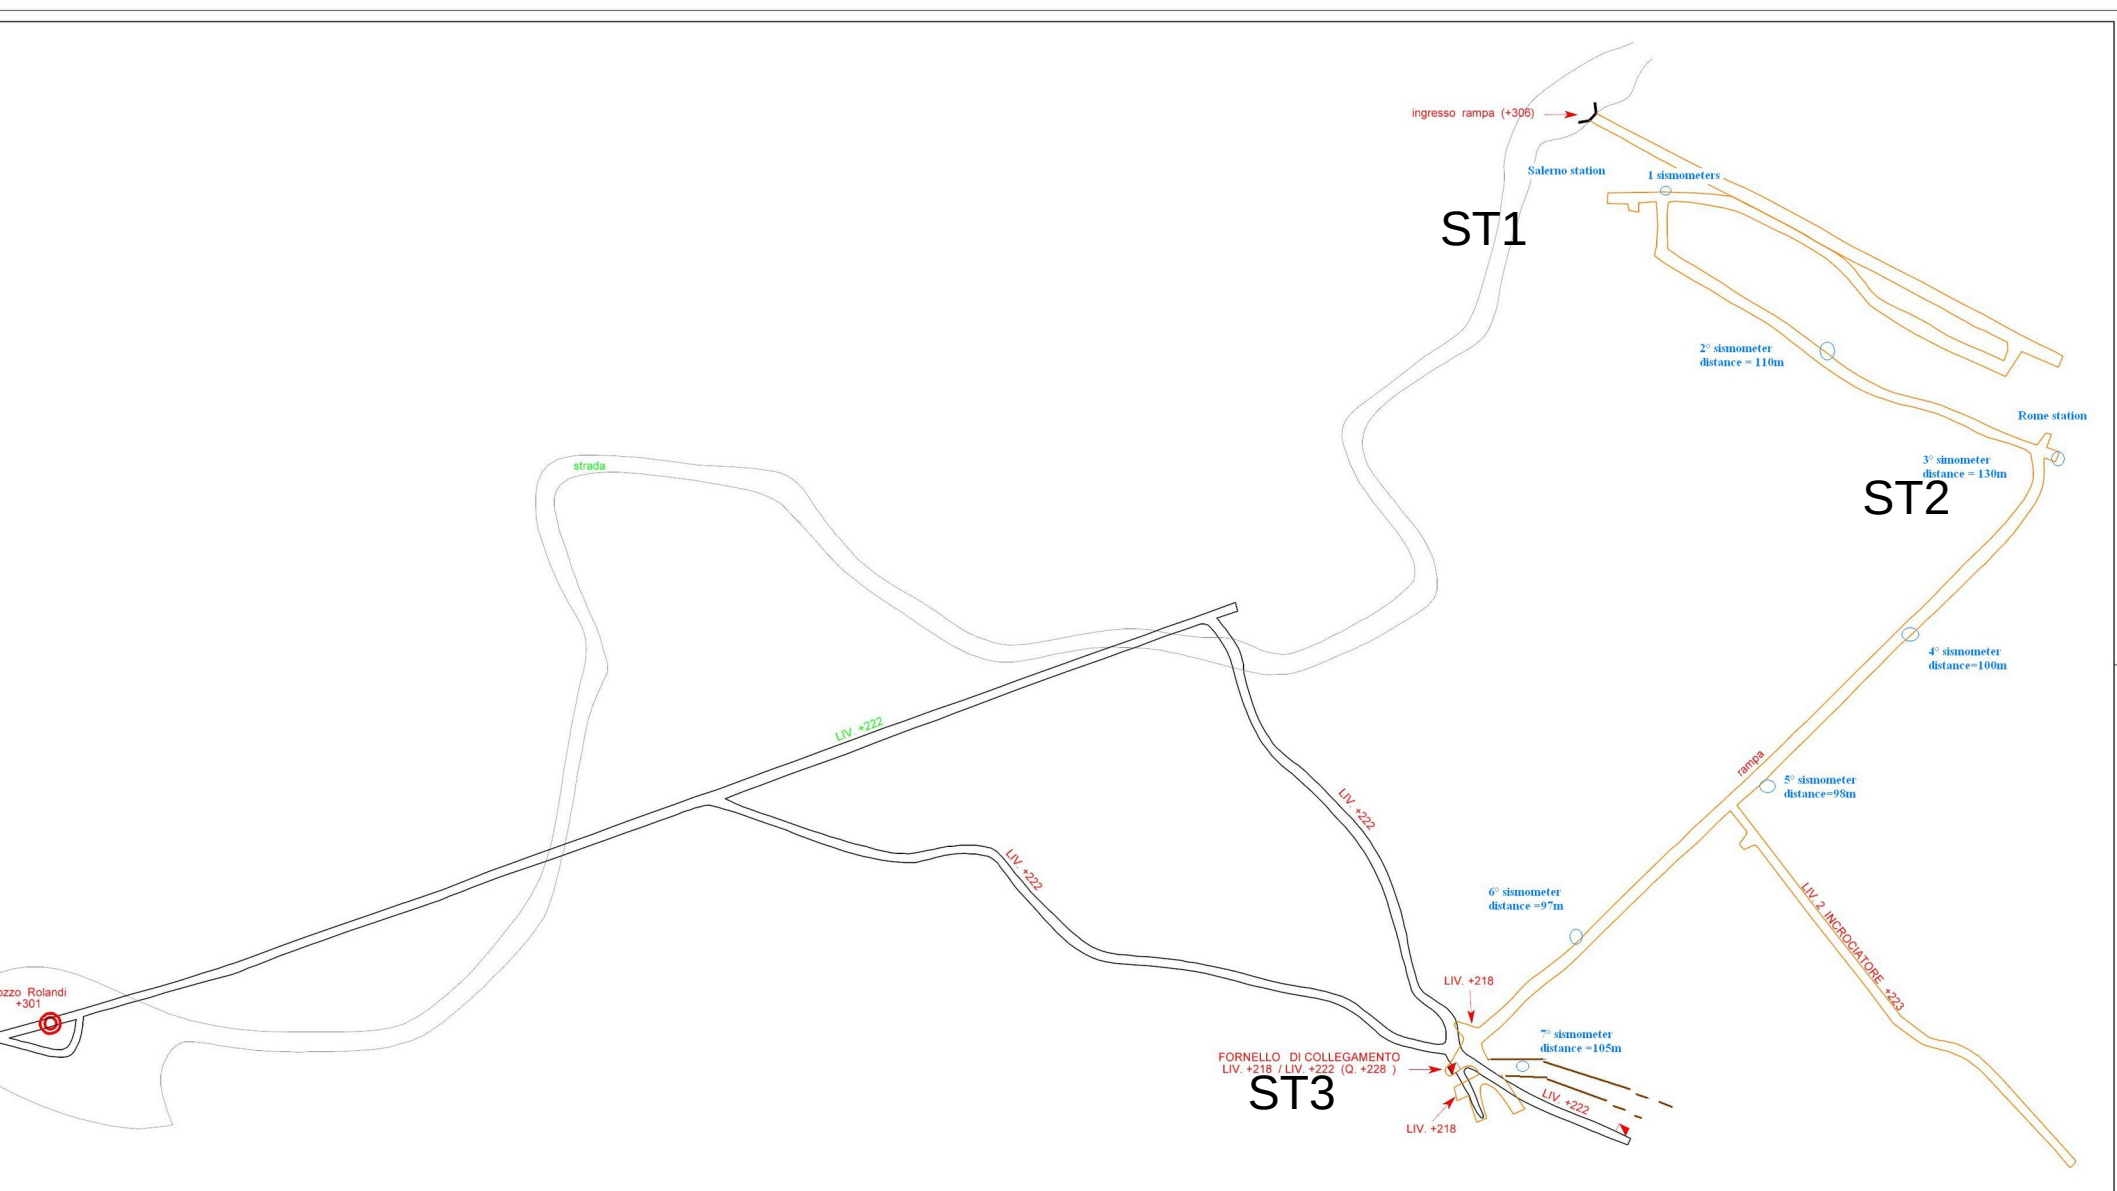 ingresso rampa (+306)
Salerno station
1 sismometers
ST1
2° sismometer
distance = 110m
Rome station
3° simometer
distance = 130m
ST2
strada
4° sismometer
distance=100m
LIV. +222
rampa
5° sismometer
distance=98m
LIV. +222
LIV. +222
6° sismometer
distance =97m
LIV. 2 INCROCIATORE +223
LIV. +218
ozzo Rolandi
+301
7° sismometer
distance =105m
FORNELLO DI COLLEGAMENTO
LIV. +218 / LIV. +222 (Q. +228 )
ST3
LIV. +222
LIV. +218